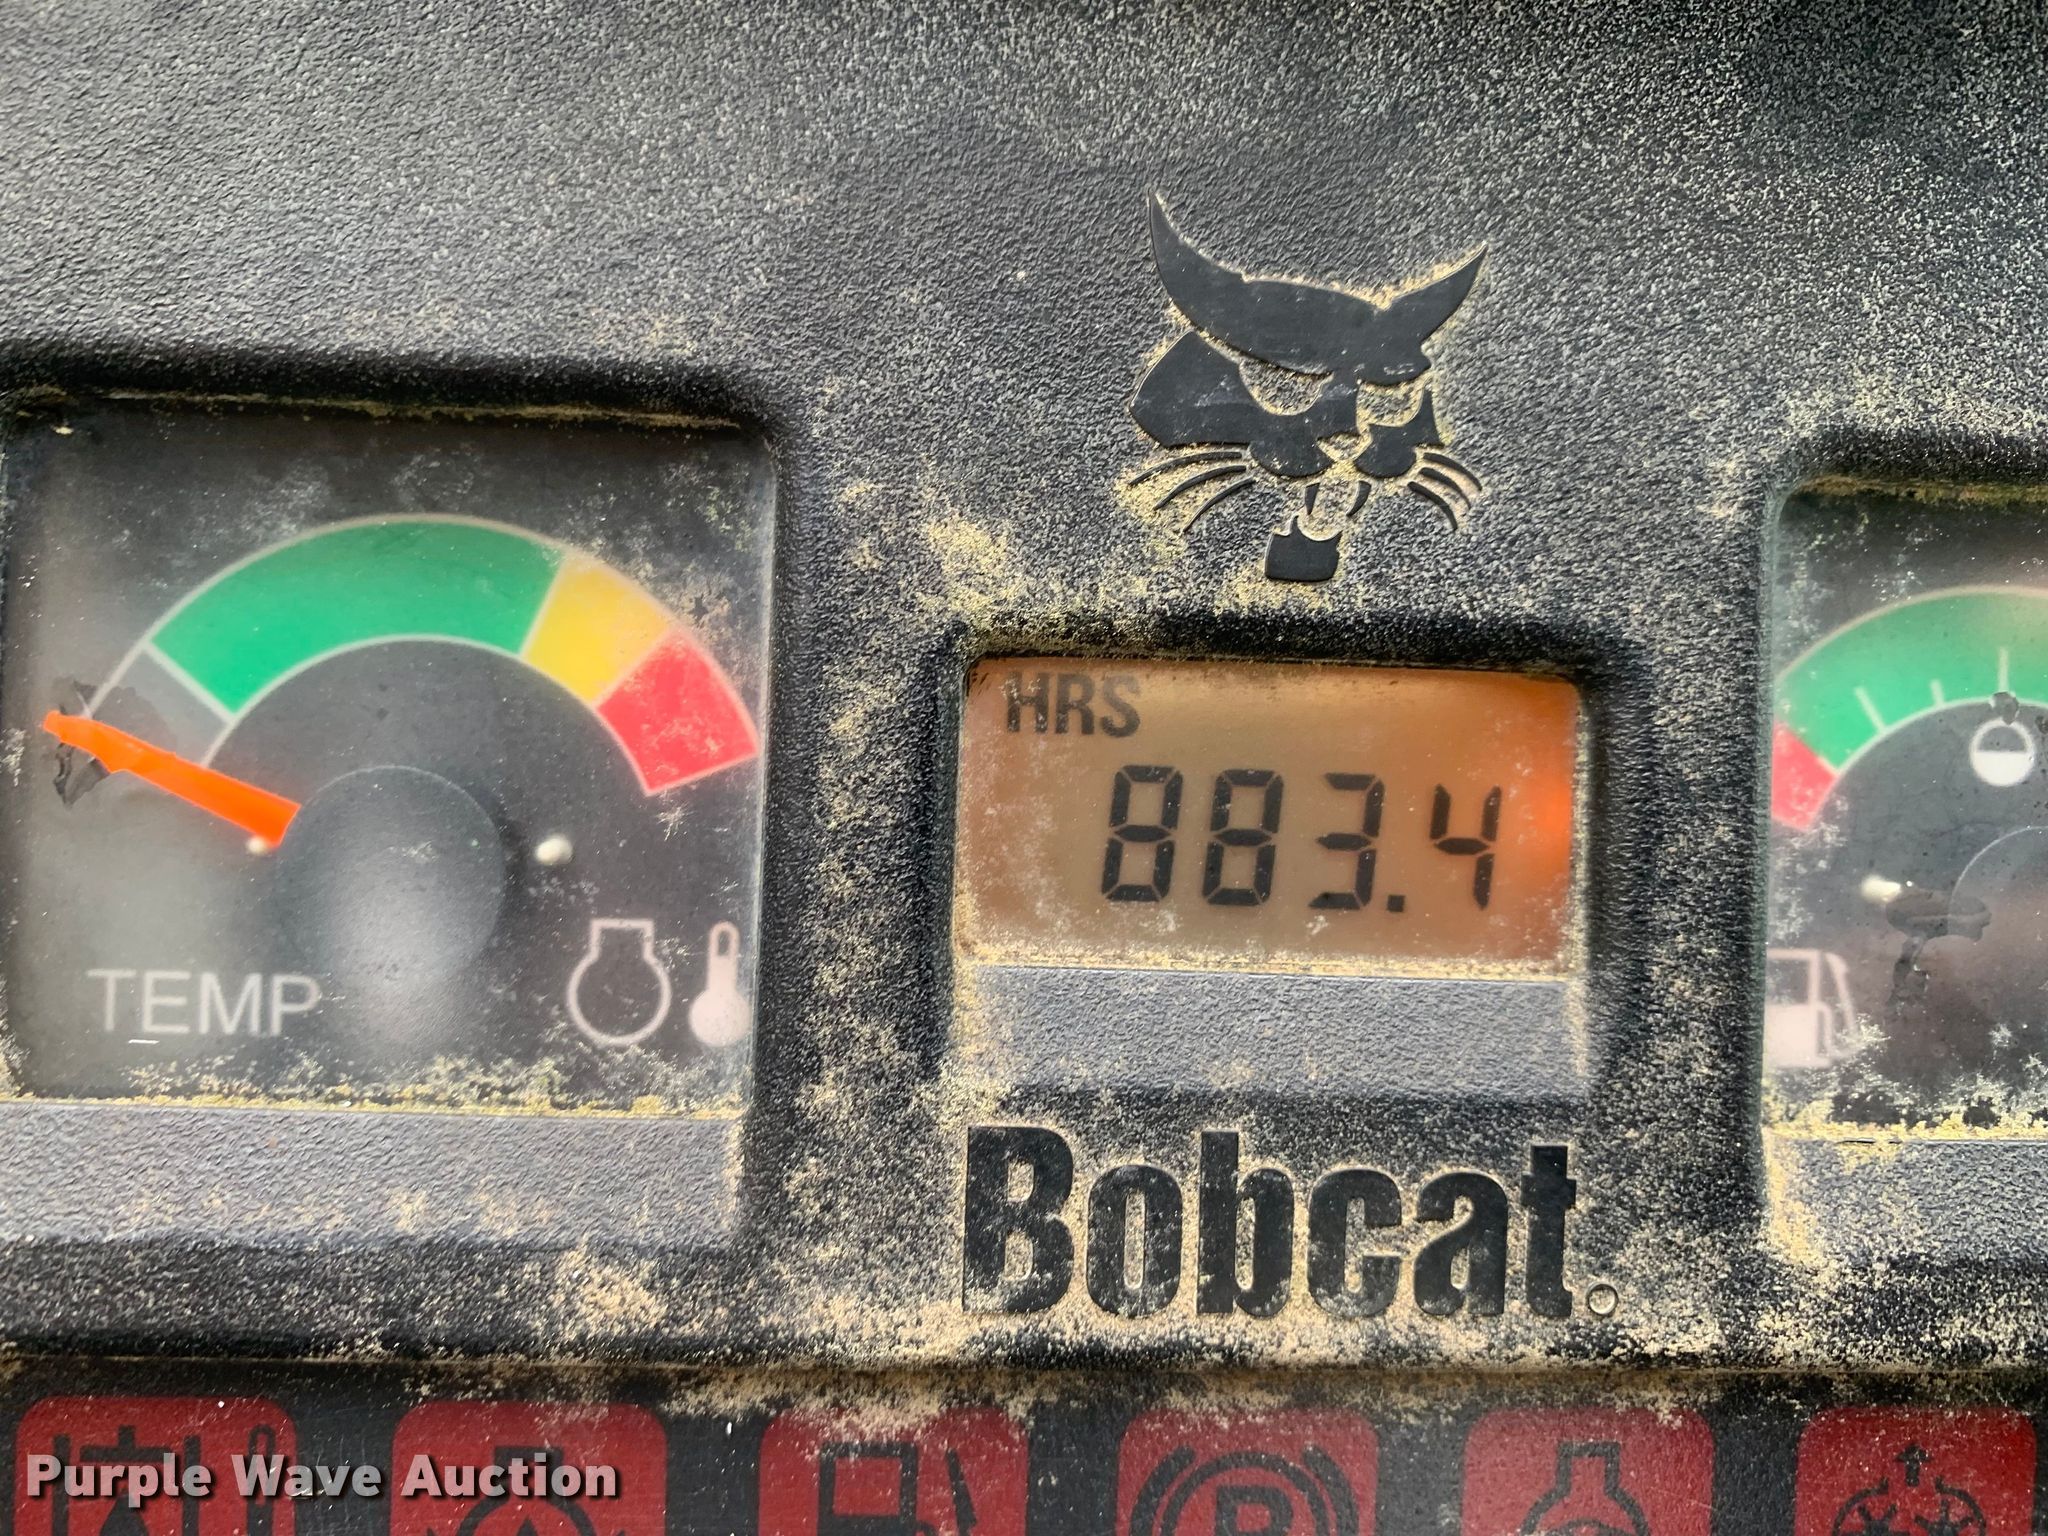 HRS
883.4
TEMP
Bobcat
P
Purple Wave Auction